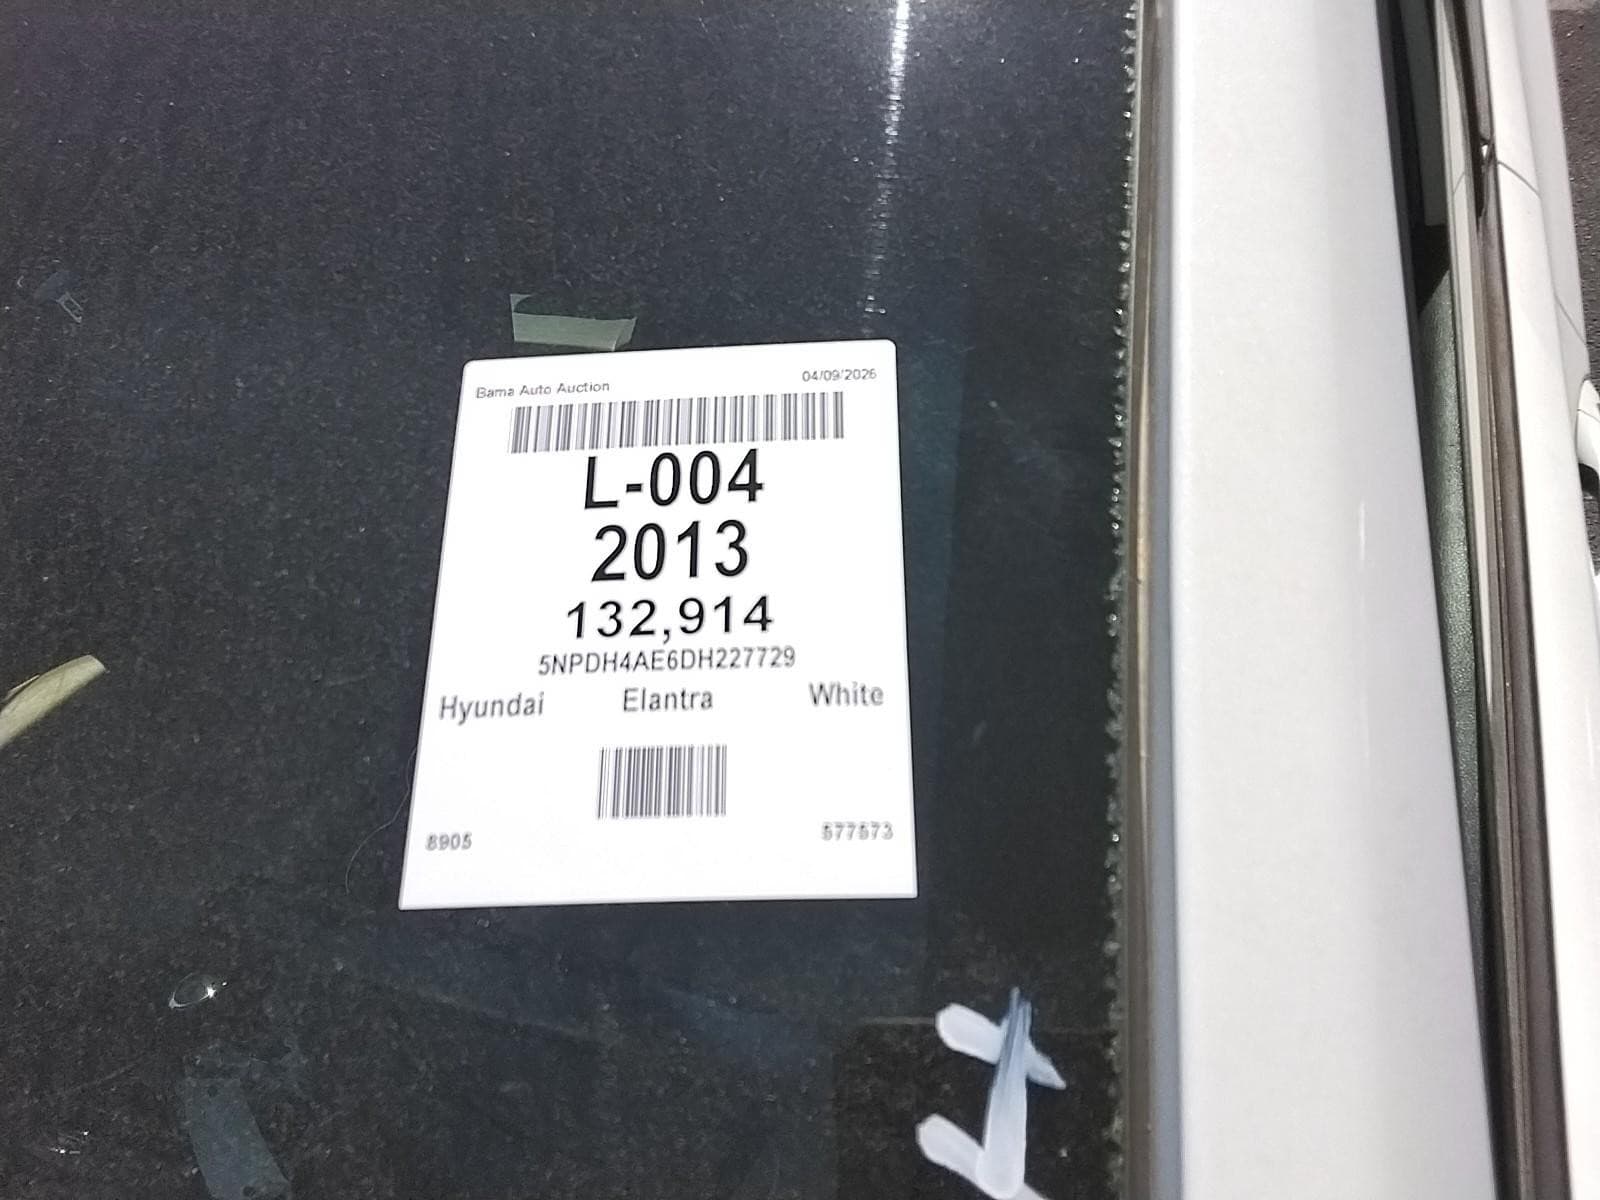 Bama Auto Auction 04/09/2026
L-004
2013
132,914
5NPDH4AE6DH227729
Hyundai Elantra White
8905 577573